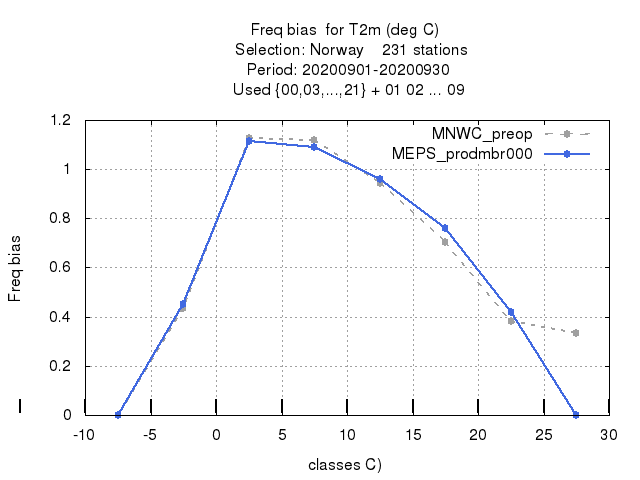 Freq bias for T2m (deg C)
Selection: Norway 231 stations
Period: 20200901-20200930
Used {00,03,...,21} + 01 02 ... 09
MNWC_preop
MEPS_prodmbr000
Freq bias
1.2
1
0.8
0.6
0.4
0.2
0
-10 -5 0 5 10 15 20 25 30
classes C)